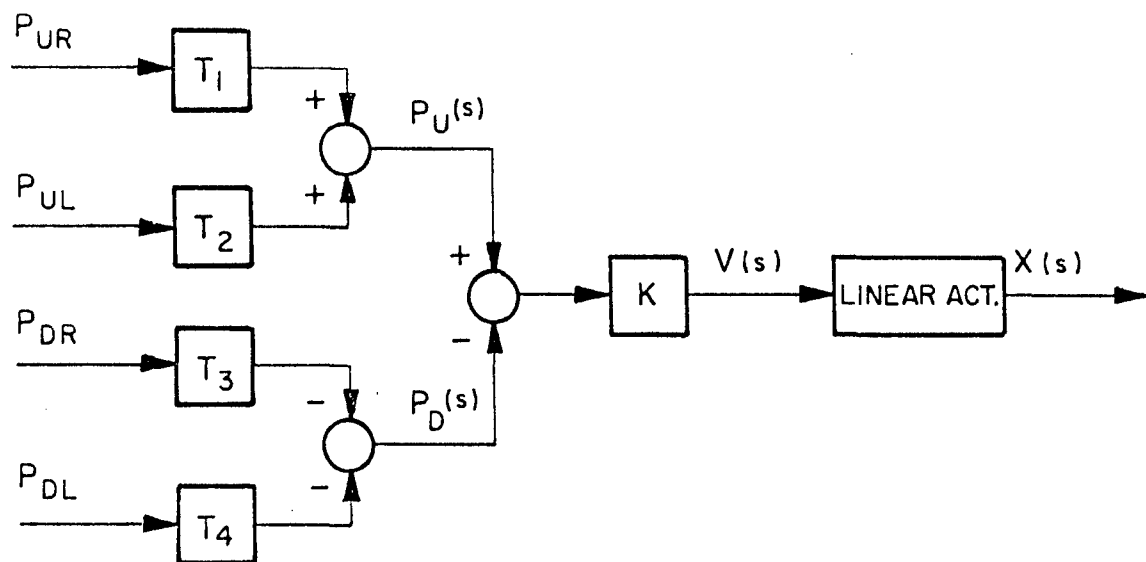 P_UR
T_1
+
P_U(s)
P_UL
T_2
+
+
K
V(s)
LINEAR ACT.
X(s)
P_DR
T_3
-
-
P_D(s)
P_DL
T_4
-